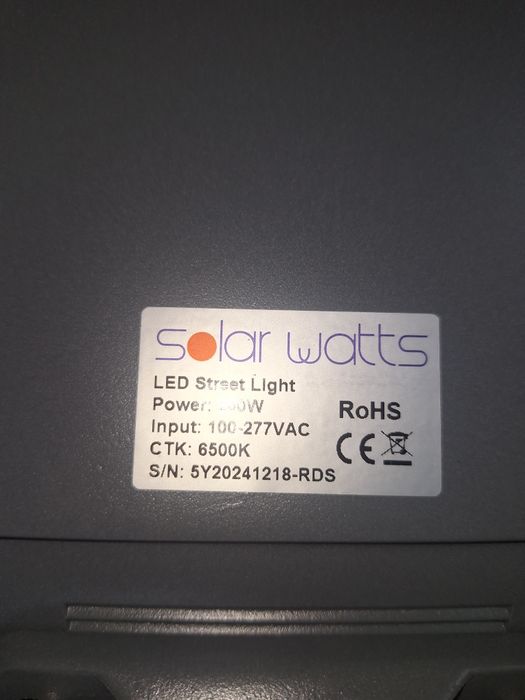 solar watts
LED Street Light
Power:
Input: 100-277VAC
CTK: 6500K
S/N: 5Y20241218-RDS
RoHS
CE